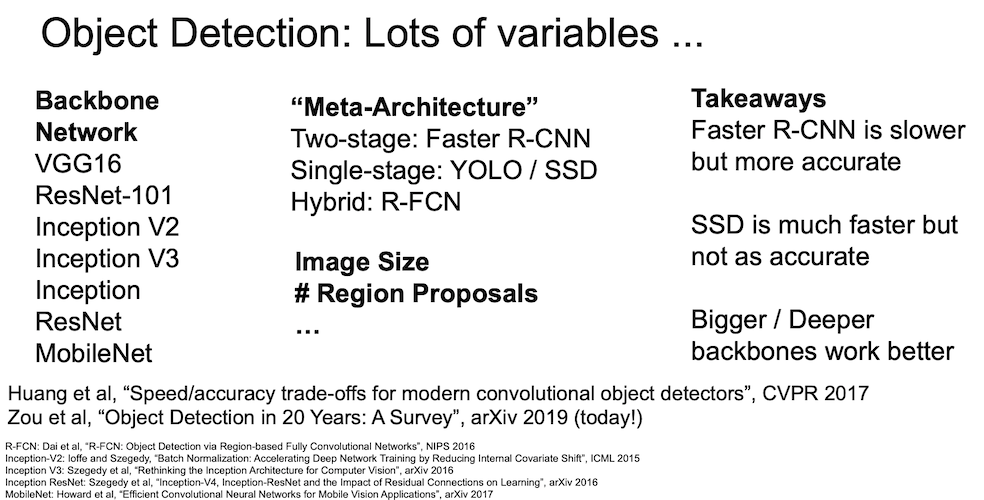 Object Detection: Lots of variables ...
Backbone
Network
VGG16
ResNet-101
Inception V2
Inception V3
Inception
ResNet
MobileNet
“Meta-Architecture”
Two-stage: Faster R-CNN
Single-stage: YOLO / SSD
Hybrid: R-FCN
Image Size
# Region Proposals
…
Takeaways
Faster R-CNN is slower
but more accurate
SSD is much faster but
not as accurate
Bigger / Deeper
backbones work better
Huang et al, “Speed/accuracy trade-offs for modern convolutional object detectors”, CVPR 2017
Zou et al, “Object Detection in 20 Years: A Survey”, arXiv 2019 (today!)
R-FCN: Dai et al, “R-FCN: Object Detection via Region-based Fully Convolutional Networks”, NIPS 2016
Inception-V2: Ioffe and Szegedy, “Batch Normalization: Accelerating Deep Network Training by Reducing Internal Covariate Shift”, ICML 2015
Inception V3: Szegedy et al, “Rethinking the Inception Architecture for Computer Vision”, arXiv 2016
Inception ResNet: Szegedy et al, “Inception-V4, Inception-ResNet and the Impact of Residual Connections on Learning”, arXiv 2016
MobileNet: Howard et al, “Efficient Convolutional Neural Networks for Mobile Vision Applications”, arXiv 2017